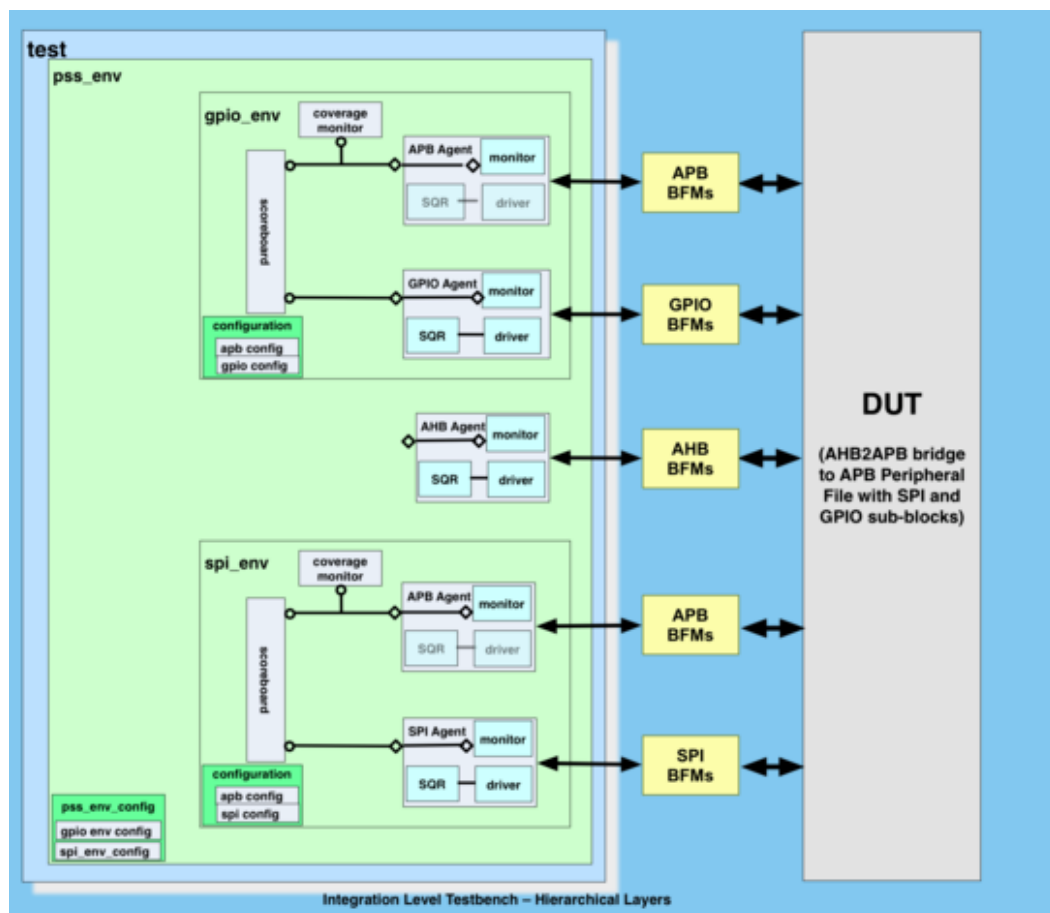 test
pss_env
gpio_env
coverage
monitor
APB Agent
monitor
SQR
driver
scoreboard
GPIO Agent
monitor
SQR
driver
configuration
apb config
gpio config
AHB Agent
monitor
SQR
driver
spi_env
coverage
monitor
APB Agent
monitor
SQR
driver
scoreboard
SPI Agent
monitor
SQR
driver
configuration
apb config
spi config
pss_env_config
gpio env config
spi_env_config
APB
BFMs
GPIO
BFMs
AHB
BFMs
APB
BFMs
SPI
BFMs
DUT
(AHB2APB bridge
to APB Peripheral
File with SPI and
GPIO sub-blocks)
Integration Level Testbench – Hierarchical Layers